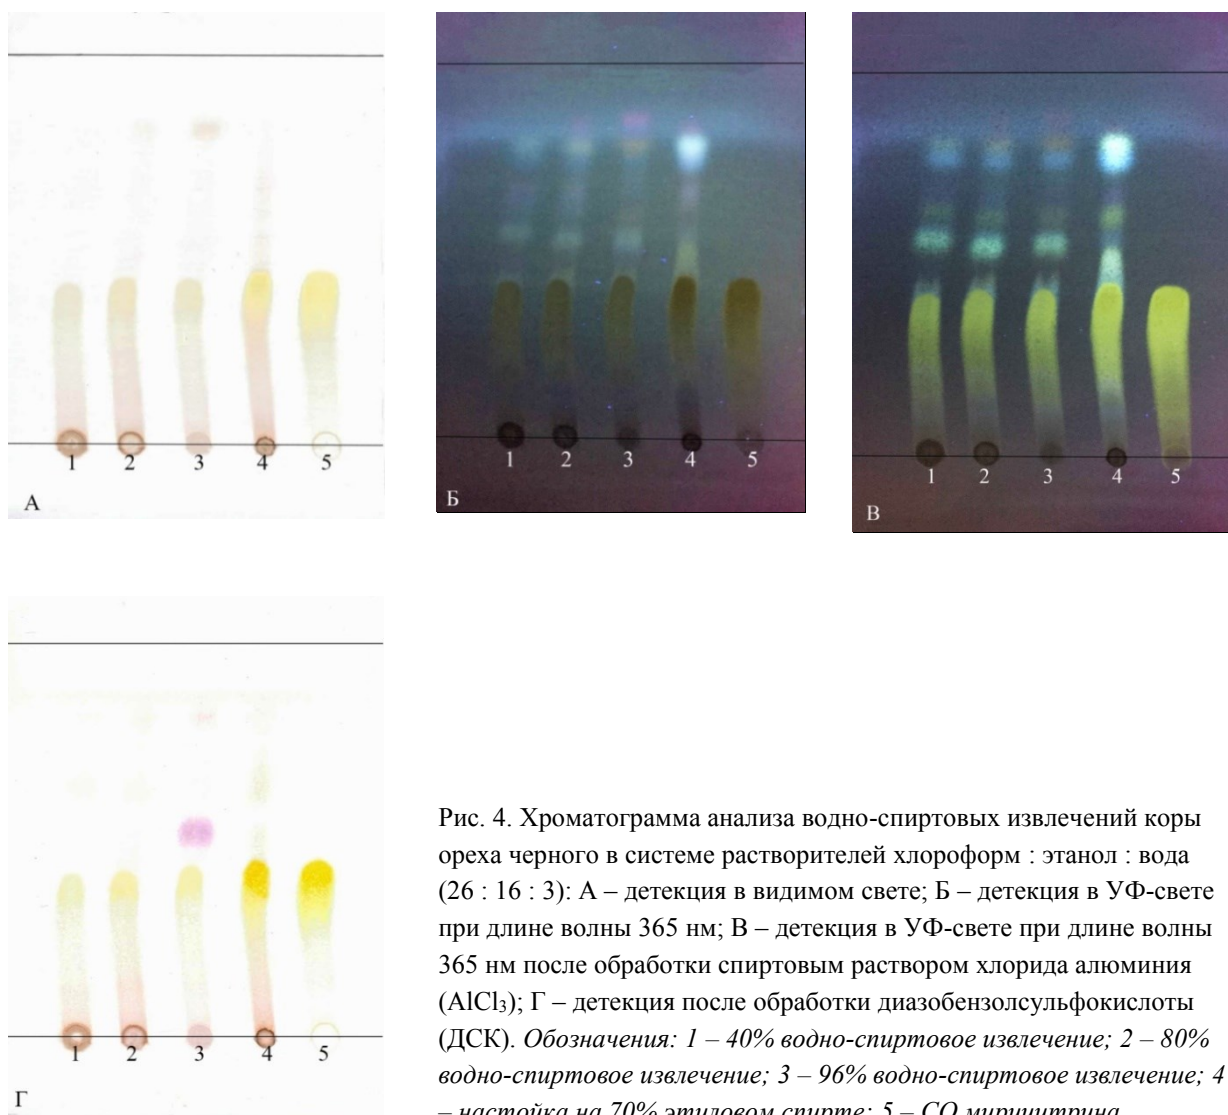 1 2 3 4 5
А
1 2 3 4 5
Б
1 2 3 4 5
В
1 2 3 4 5
Г
Рис. 4. Хроматограмма анализа водно-спиртовых извлечений коры
ореха черного в системе растворителей хлороформ : этанол : вода
(26 : 16 : 3): А – детекция в видимом свете; Б – детекция в УФ-свете
при длине волны 365 нм; В – детекция в УФ-свете при длине волны
365 нм после обработки спиртовым раствором хлорида алюминия
(AlCl₃); Г – детекция после обработки диазобензолсульфокислоты
(ДСК). Обозначения: 1 – 40% водно-спиртовое извлечение; 2 – 80%
водно-спиртовое извлечение; 3 – 96% водно-спиртовое извлечение; 4
– настойка на 70% этиловом спирте; 5 – СО мирицитрина